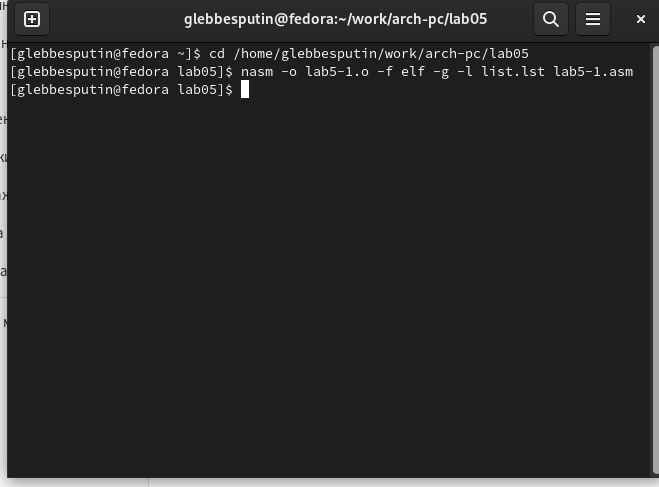 glebbesputin@fedora:~/work/arch-pc/lab05
[glebbesputin@fedora ~]$ cd /home/glebbesputin/work/arch-pc/lab05
[glebbesputin@fedora lab05]$ nasm -o lab5-1.o -f elf -g -l list.lst lab5-1.asm
[glebbesputin@fedora lab05]$